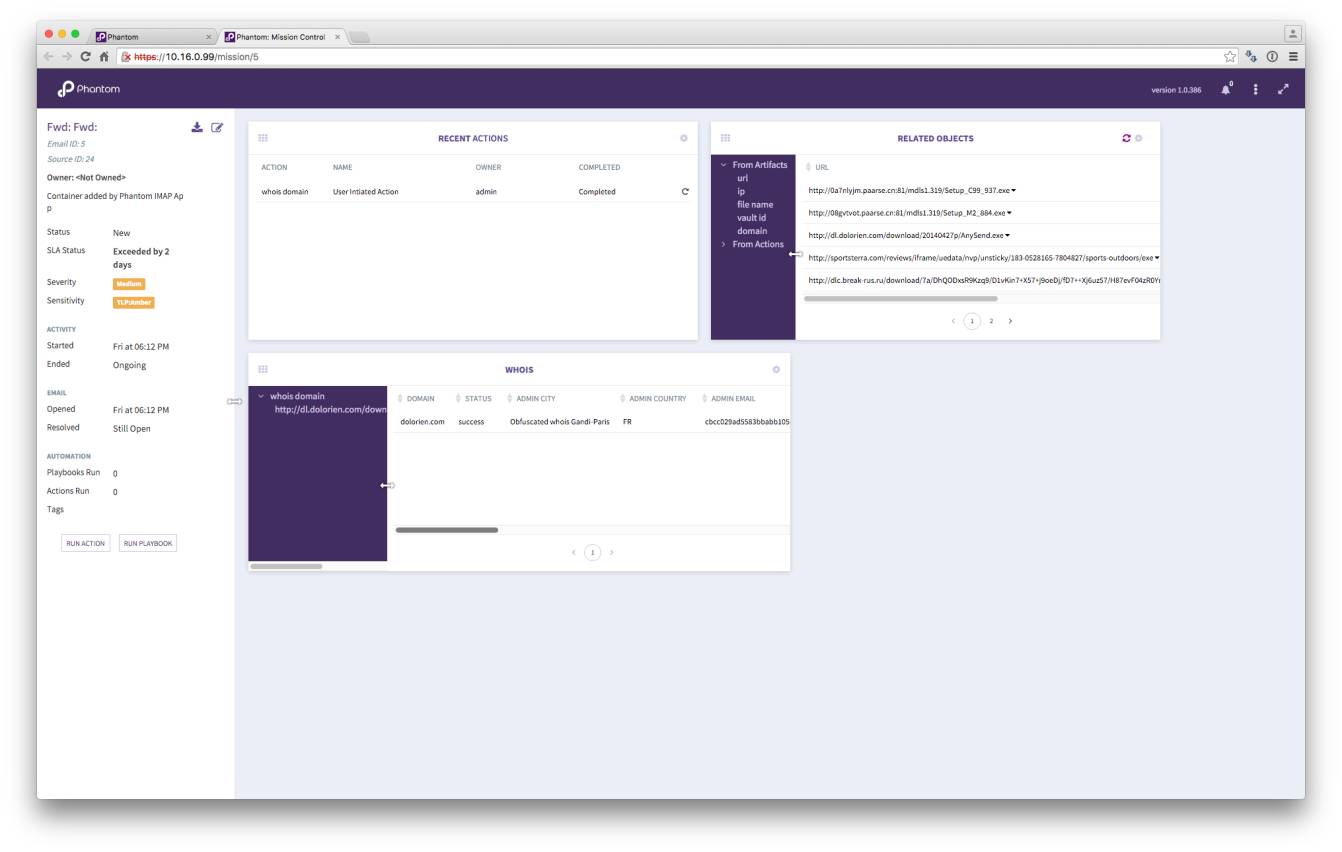 Phantom
Phantom: Mission Control
https://10.16.0.99/mission/5
Phantom
version 1.0.386
0
Fwd: Fwd:
Email ID: 5
Source ID: 24
Owner: <Not Owned>
Container added by Phantom IMAP Ap
p
Status New
SLA Status Exceeded by 2
days
Severity Medium
Sensitivity TLP:Amber
ACTIVITY
Started Fri at 06:12 PM
Ended Ongoing
EMAIL
Opened Fri at 06:12 PM
Resolved Still Open
AUTOMATION
Playbooks Run 0
Actions Run 0
Tags
RUN ACTION RUN PLAYBOOK
RECENT ACTIONS
ACTION NAME OWNER COMPLETED
whois domain User Intiated Action admin Completed
RELATED OBJECTS
From Artifacts
url
ip
file name
vault id
domain
From Actions
URL
http://0a7nlyjm.paarse.cn:81/mdls1.319/Setup_C99_937.exe
http://08gvtvot.paarse.cn:81/mdls1.319/Setup_M2_884.exe
http://dl.dolorien.com/download/20140427p/AnySend.exe
http://sportsterra.com/reviews/iframe/uedata/nvp/unsticky/183-0528165-7804827/sports-outdoors/exe
http://dlc.break-rus.ru/download/7a/DhQODxsR9Kzq9/D1vKin7+X57+j9oeDj/fD7++Xj6uz57/H87evF04zR0Yr
1 2
WHOIS
whois domain
http://dl.dolorien.com/down
DOMAIN STATUS ADMIN CITY ADMIN COUNTRY ADMIN EMAIL
dolorien.com success Obfuscated whois Gandi-Paris FR cbcc029ad5583bbabb105
1